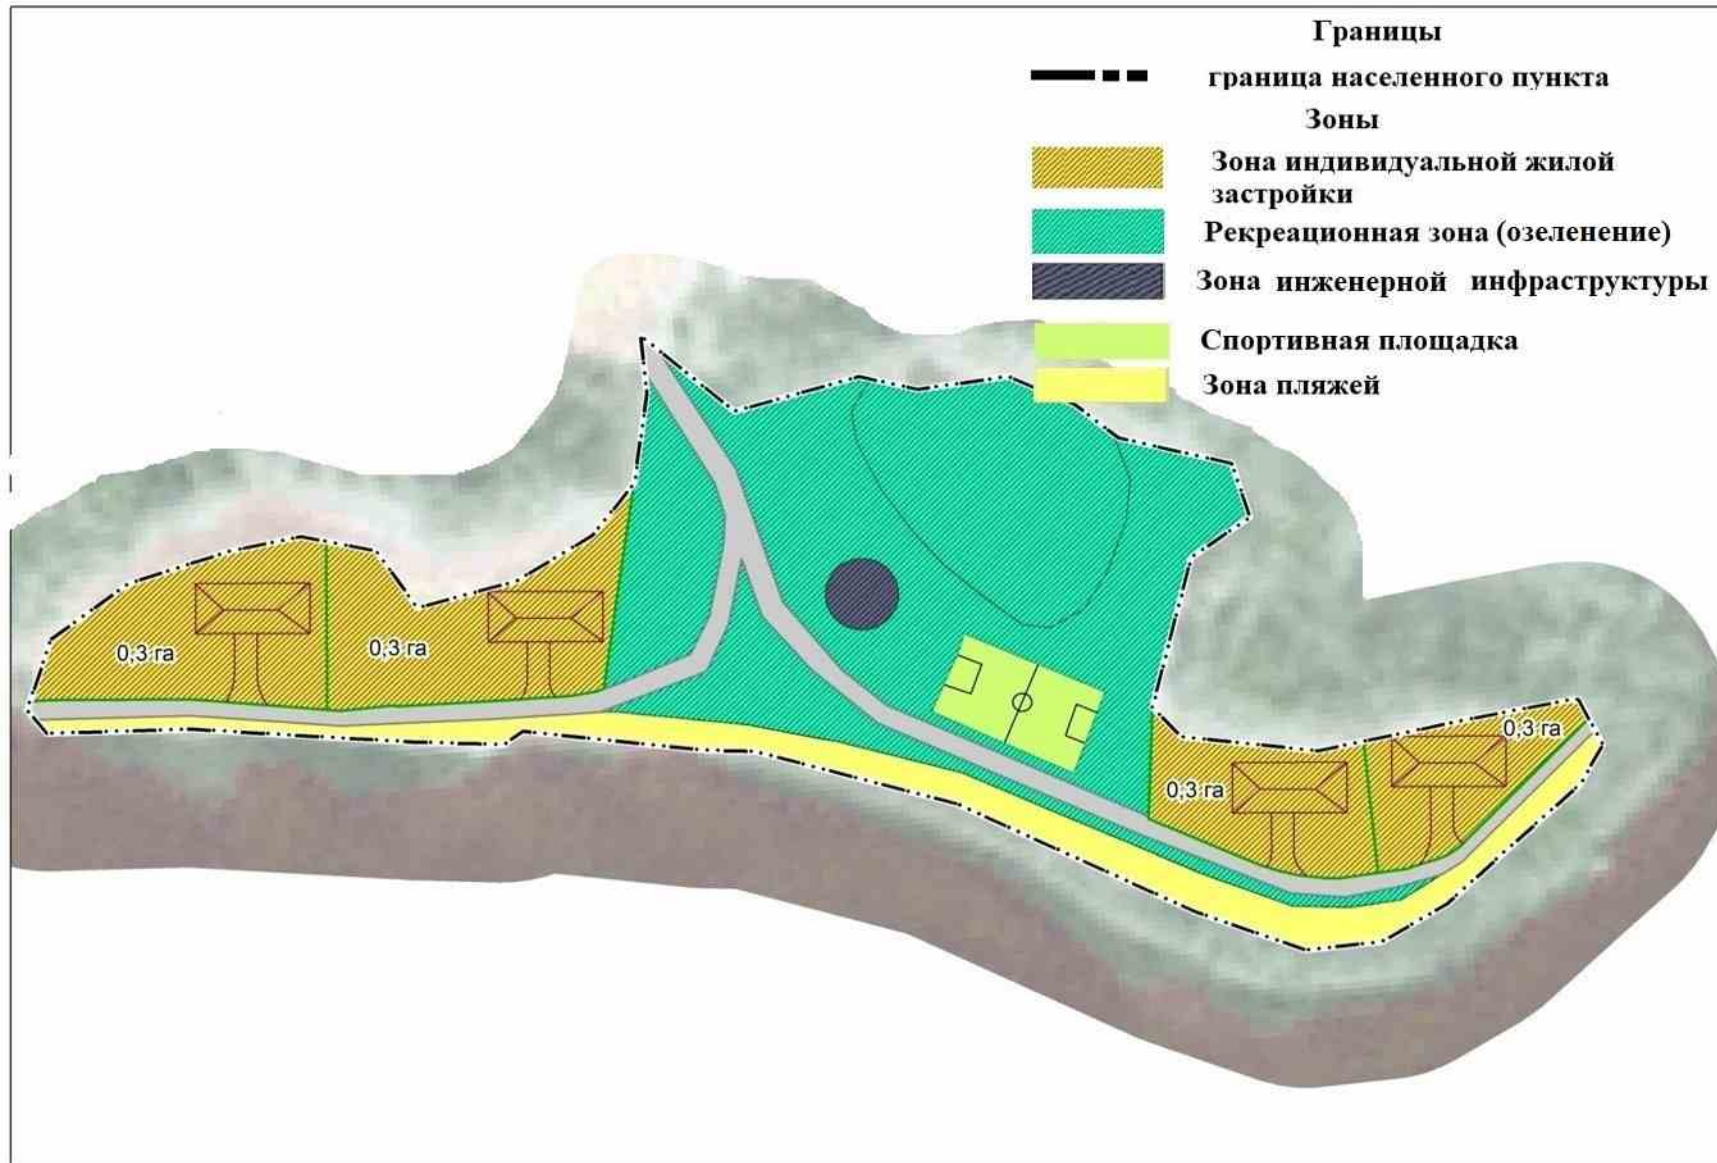 Границы
граница населенного пункта
Зоны
Зона индивидуальной жилой
застройки
Рекреационная зона (озеленение)
Зона инженерной инфраструктуры
Спортивная площадка
Зона пляжей
0,3 га
0,3 га
0,3 га
0,3 га